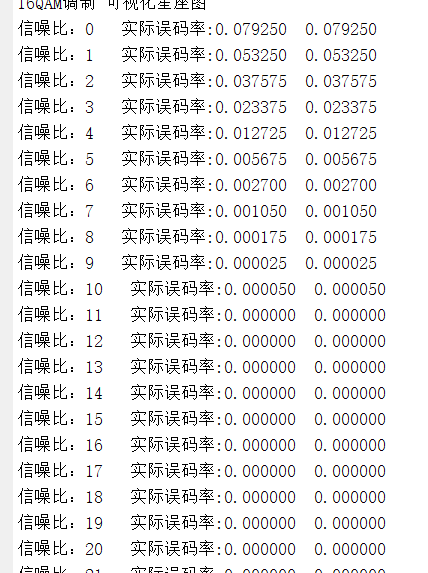 16QAM调制 可视化星座图
信噪比：0 实际误码率:0.079250 0.079250
信噪比：1 实际误码率:0.053250 0.053250
信噪比：2 实际误码率:0.037575 0.037575
信噪比：3 实际误码率:0.023375 0.023375
信噪比：4 实际误码率:0.012725 0.012725
信噪比：5 实际误码率:0.005675 0.005675
信噪比：6 实际误码率:0.002700 0.002700
信噪比：7 实际误码率:0.001050 0.001050
信噪比：8 实际误码率:0.000175 0.000175
信噪比：9 实际误码率:0.000025 0.000025
信噪比：10 实际误码率:0.000050 0.000050
信噪比：11 实际误码率:0.000000 0.000000
信噪比：12 实际误码率:0.000000 0.000000
信噪比：13 实际误码率:0.000000 0.000000
信噪比：14 实际误码率:0.000000 0.000000
信噪比：15 实际误码率:0.000000 0.000000
信噪比：16 实际误码率:0.000000 0.000000
信噪比：17 实际误码率:0.000000 0.000000
信噪比：18 实际误码率:0.000000 0.000000
信噪比：19 实际误码率:0.000000 0.000000
信噪比：20 实际误码率:0.000000 0.000000